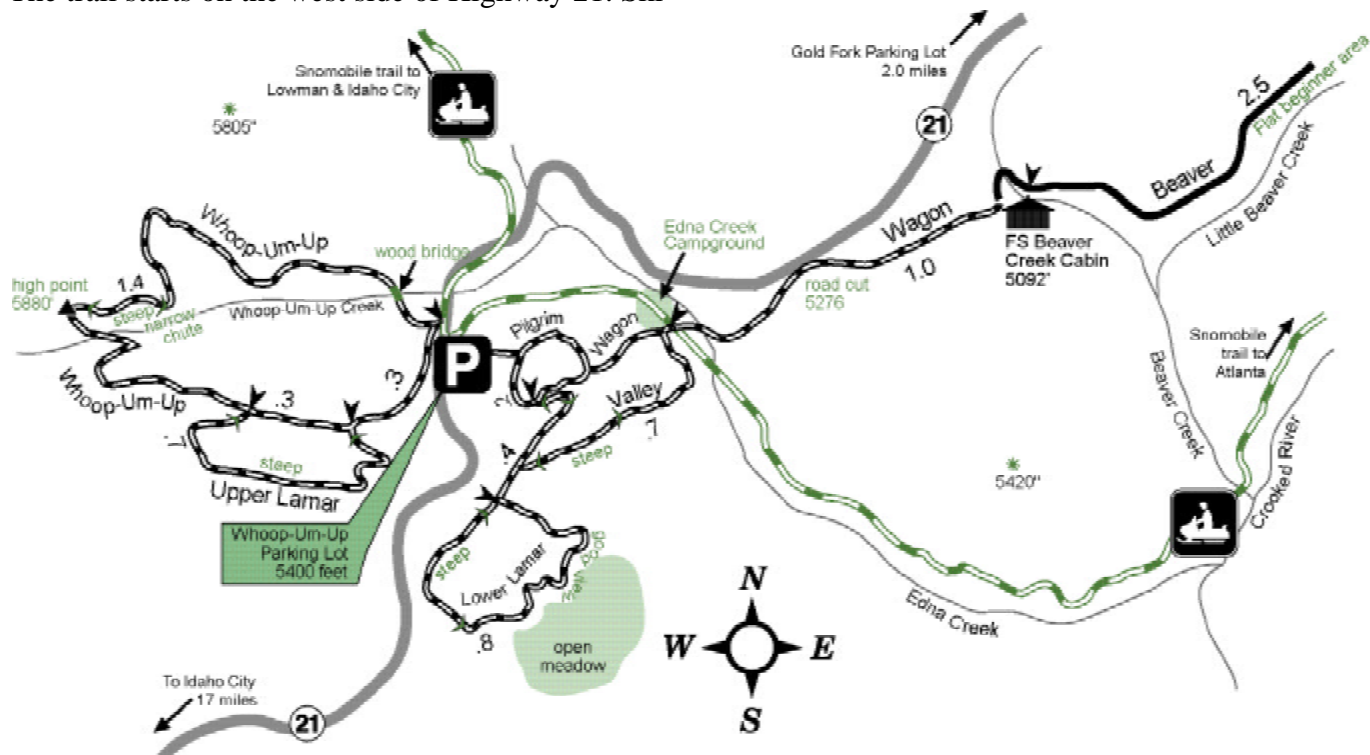 The trail starts on the west side of Highway 21. Sm
Snomobile trail to
Lowman & Idaho City
Gold Fork Parking Lot
2.0 miles
21
2.5
Flat beginner area
5805"
Beaver
Little Beaver Creek
Whoop-Um-Up
wood bridge
Edna Creek
Campground
Wagon
1.0
FS Beaver
Creek Cabin
5092'
high point
5880'
1.4
steep
narrow
chute
Whoop-Um-Up Creek
road cut
5276
Pilgrim
Wagon
Snomobile
trail to
Atlanta
P
Whoop-Um-Up
.3
.3
.7
steep
Upper Lamar
.2
Valley
.7
steep
.4
Beaver Creek
Crooked River
5420"
Whoop-Um-Up
Parking Lot
5400 feet
steep
Lower Lamar
good view
.8
open
meadow
Edna Creek
N
W
E
S
To Idaho City
17 miles
21